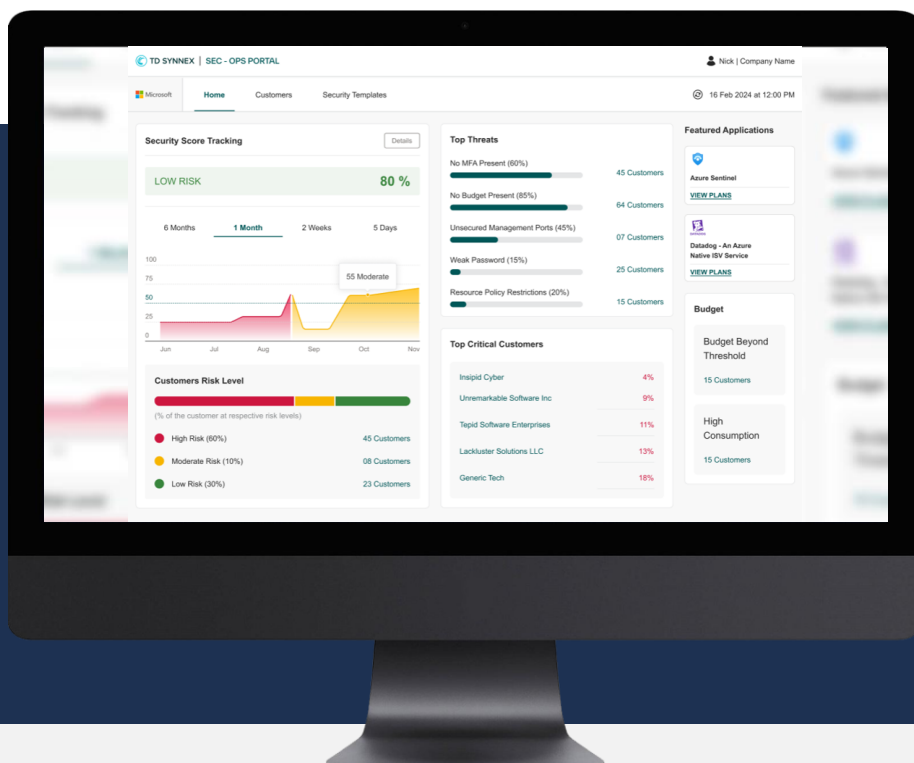 TD SYNNEX | SEC - OPS PORTAL
Nick | Company Name
Microsoft
Home
Customers
Security Templates
16 Feb 2024 at 12:00 PM
Security Score Tracking
Details
LOW RISK
80 %
6 Months
1 Month
2 Weeks
5 Days
100
75
50
25
0
55 Moderate
Jun
Jul
Aug
Sep
Oct
Nov
Customers Risk Level
(% of the customer at respective risk levels)
High Risk (60%)
45 Customers
Moderate Risk (10%)
08 Customers
Low Risk (30%)
23 Customers
Top Threats
No MFA Present (60%)
45 Customers
No Budget Present (85%)
64 Customers
Unsecured Management Ports (45%)
07 Customers
Weak Password (15%)
25 Customers
Resource Policy Restrictions (20%)
15 Customers
Top Critical Customers
Insipid Cyber
4%
Unremarkable Software Inc
9%
Tepid Software Enterprises
11%
Lackluster Solutions LLC
13%
Generic Tech
18%
Featured Applications
Azure Sentinel
VIEW PLANS
Datadog - An Azure
Native ISV Service
VIEW PLANS
Budget
Budget Beyond
Threshold
15 Customers
High
Consumption
15 Customers